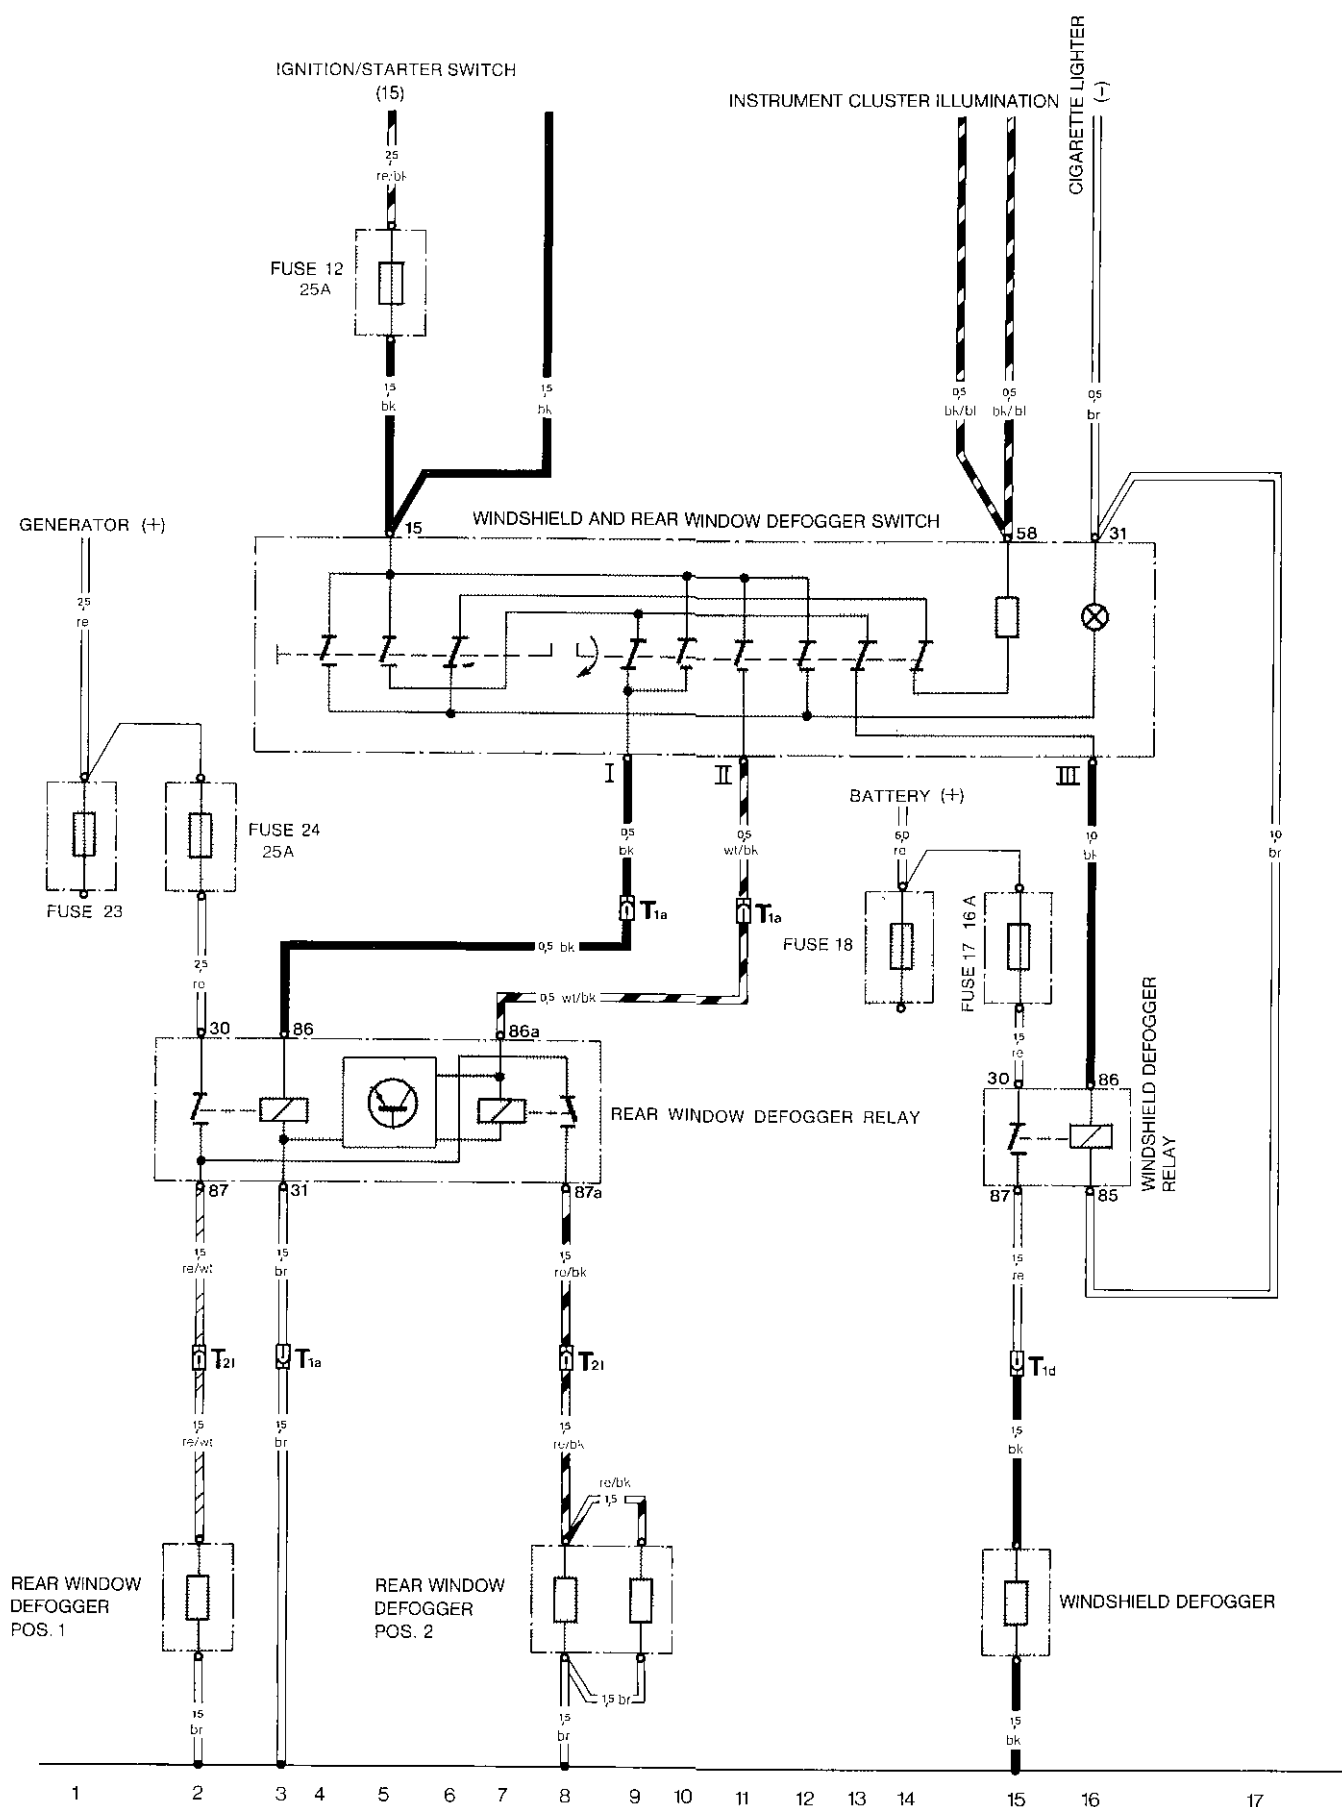 IGNITION/STARTER SWITCH
(15)
INSTRUMENT CLUSTER ILLUMINATION
CIGARETTE LIGHTER
(-)
2,5
re/bk
FUSE 12
25A
1,5
bk
1,5
bk
0,5
bk/bl
0,5
bk/bl
0,5
br
GENERATOR (+)
WINDSHIELD AND REAR WINDOW DEFOGGER SWITCH
15
58
31
2,5
re
I
II
III
BATTERY (+)
FUSE 24
25A
FUSE 23
0,5
bk
0,5
wt/bk
6,0
re
1,0
bk
1,0
br
T1a
T1a
FUSE 18
FUSE 17 16 A
0,5 bk
0,5 wt/bk
2,5
re
1,5
re
30
86
86a
30
86
WINDSHIELD DEFOGGER
RELAY
REAR WINDOW DEFOGGER RELAY
87
31
87a
87
85
1,5
re/wt
1,5
br
1,5
re/bk
1,5
re
T2l
T1a
T2l
T1d
1,5
re/wt
1,5
br
1,5
re/bk
1,5
bk
re/bk
1,5
REAR WINDOW
DEFOGGER
POS. 1
REAR WINDOW
DEFOGGER
POS. 2
WINDSHIELD DEFOGGER
1,5
br
1,5 br
1,5
br
1,5
bk
1 2 3 4 5 6 7 8 9 10 11 12 13 14 15 16 17